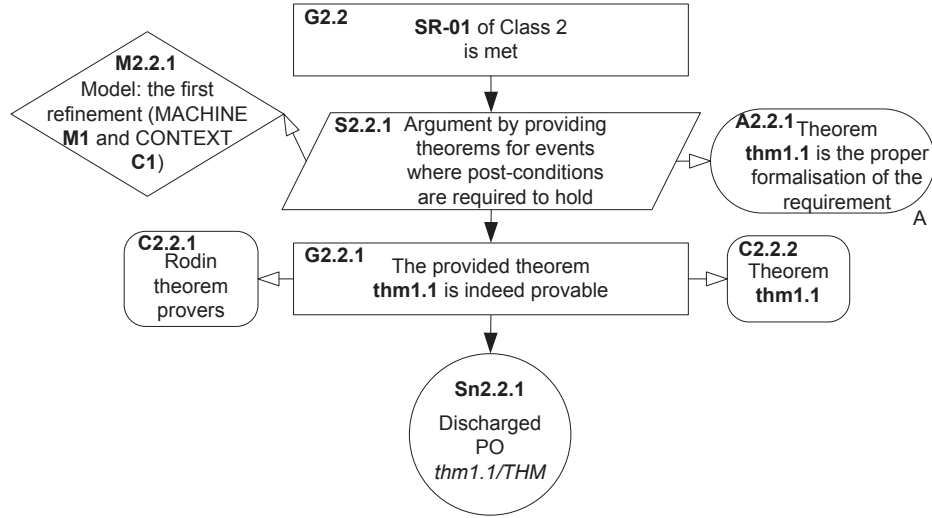 G2.2
SR-01 of Class 2
is met
M2.2.1
Model: the first
refinement (MACHINE
M1 and CONTEXT
C1)
S2.2.1 Argument by providing
theorems for events
where post-conditions
are required to hold
A2.2.1
Theorem
thm1.1 is the proper
formalisation of the
requirement
A
C2.2.1
Rodin
theorem
provers
G2.2.1
The provided theorem
thm1.1 is indeed provable
C2.2.2
Theorem
thm1.1
Sn2.2.1
Discharged
PO
thm1.1/THM